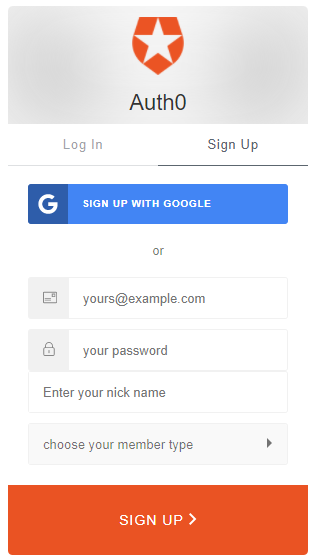 Auth0
Log In Sign Up
G SIGN UP WITH GOOGLE
or
yours@example.com
your password
Enter your nick name
choose your member type
SIGN UP